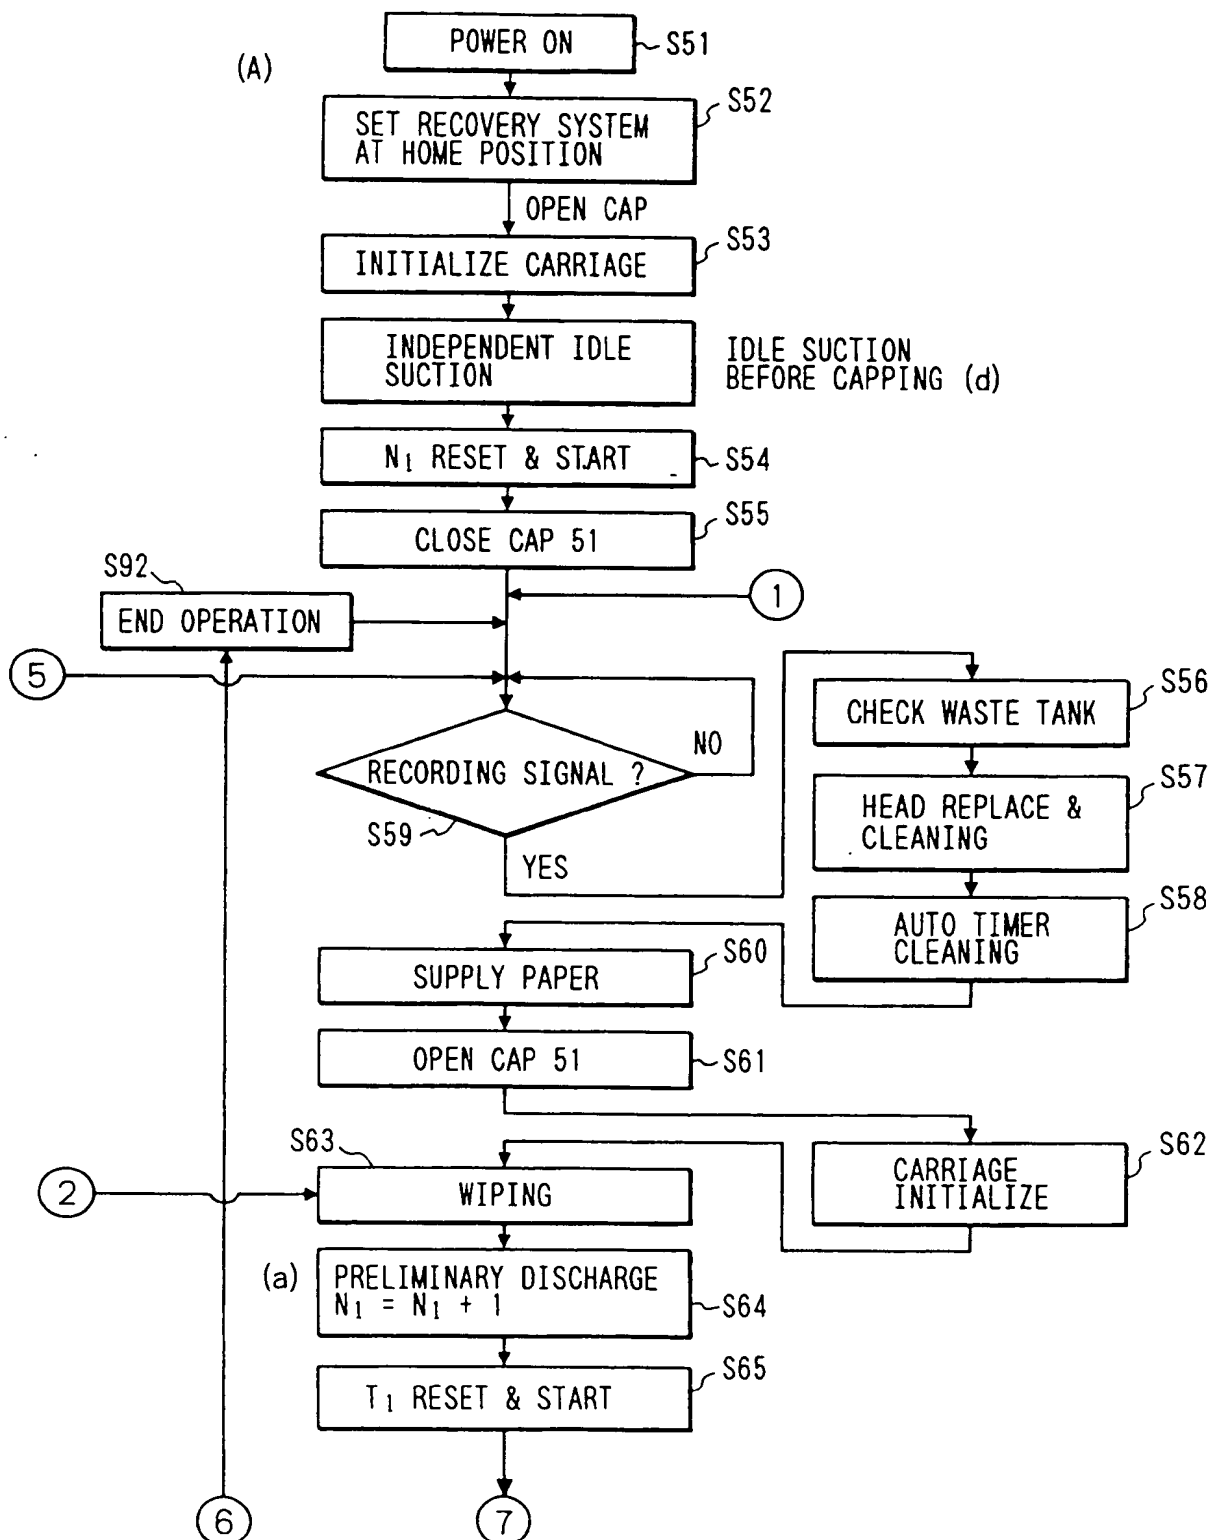 POWER ON
S51
(A)
S52
SET RECOVERY SYSTEM
AT HOME POSITION
OPEN CAP
S53
INITIALIZE CARRIAGE
INDEPENDENT IDLE
SUCTION
IDLE SUCTION
BEFORE CAPPING (d)
N1 RESET & START
S54
S55
CLOSE CAP 51
S92
END OPERATION
1
5
S56
CHECK WASTE TANK
NO
RECORDING SIGNAL ?
S59
YES
S57
HEAD REPLACE &
CLEANING
S58
AUTO TIMER
CLEANING
S60
SUPPLY PAPER
OPEN CAP 51
S61
S62
CARRIAGE
INITIALIZE
S63
2
WIPING
(a)
PRELIMINARY DISCHARGE
N1 = N1 + 1
S64
S65
T1 RESET & START
6
7